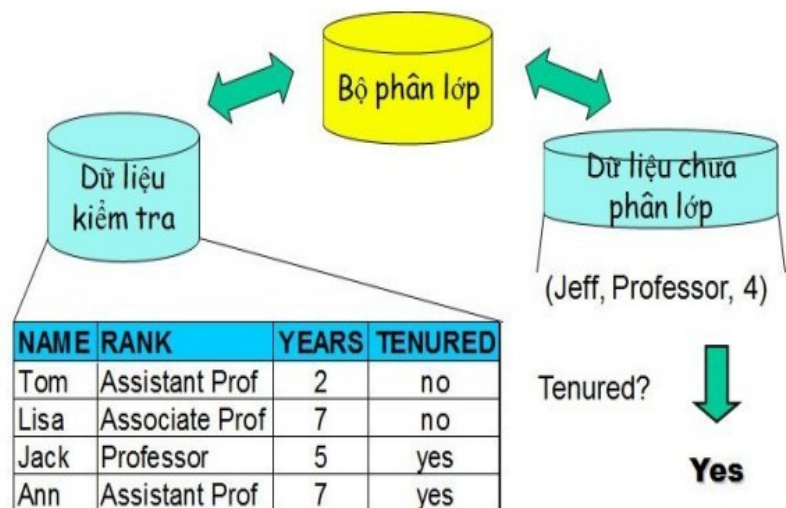 Bộ phân lớp
Dữ liệu
kiểm tra
Dữ liệu chưa
phân lớp
(Jeff, Professor, 4)
NAME RANK YEARS TENURED
Tom Assistant Prof 2 no
Lisa Associate Prof 7 no
Jack Professor 5 yes
Ann Assistant Prof 7 yes
Tenured?
Yes